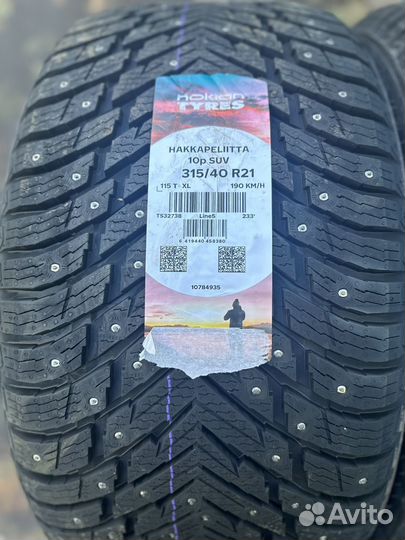 nokian
TYRES
HAKKAPELIITTA
10p SUV
315/40 R21
115 T XL 190 KM/H
TS32738 Line5 233'
6 419440 458380
10784935
Avito